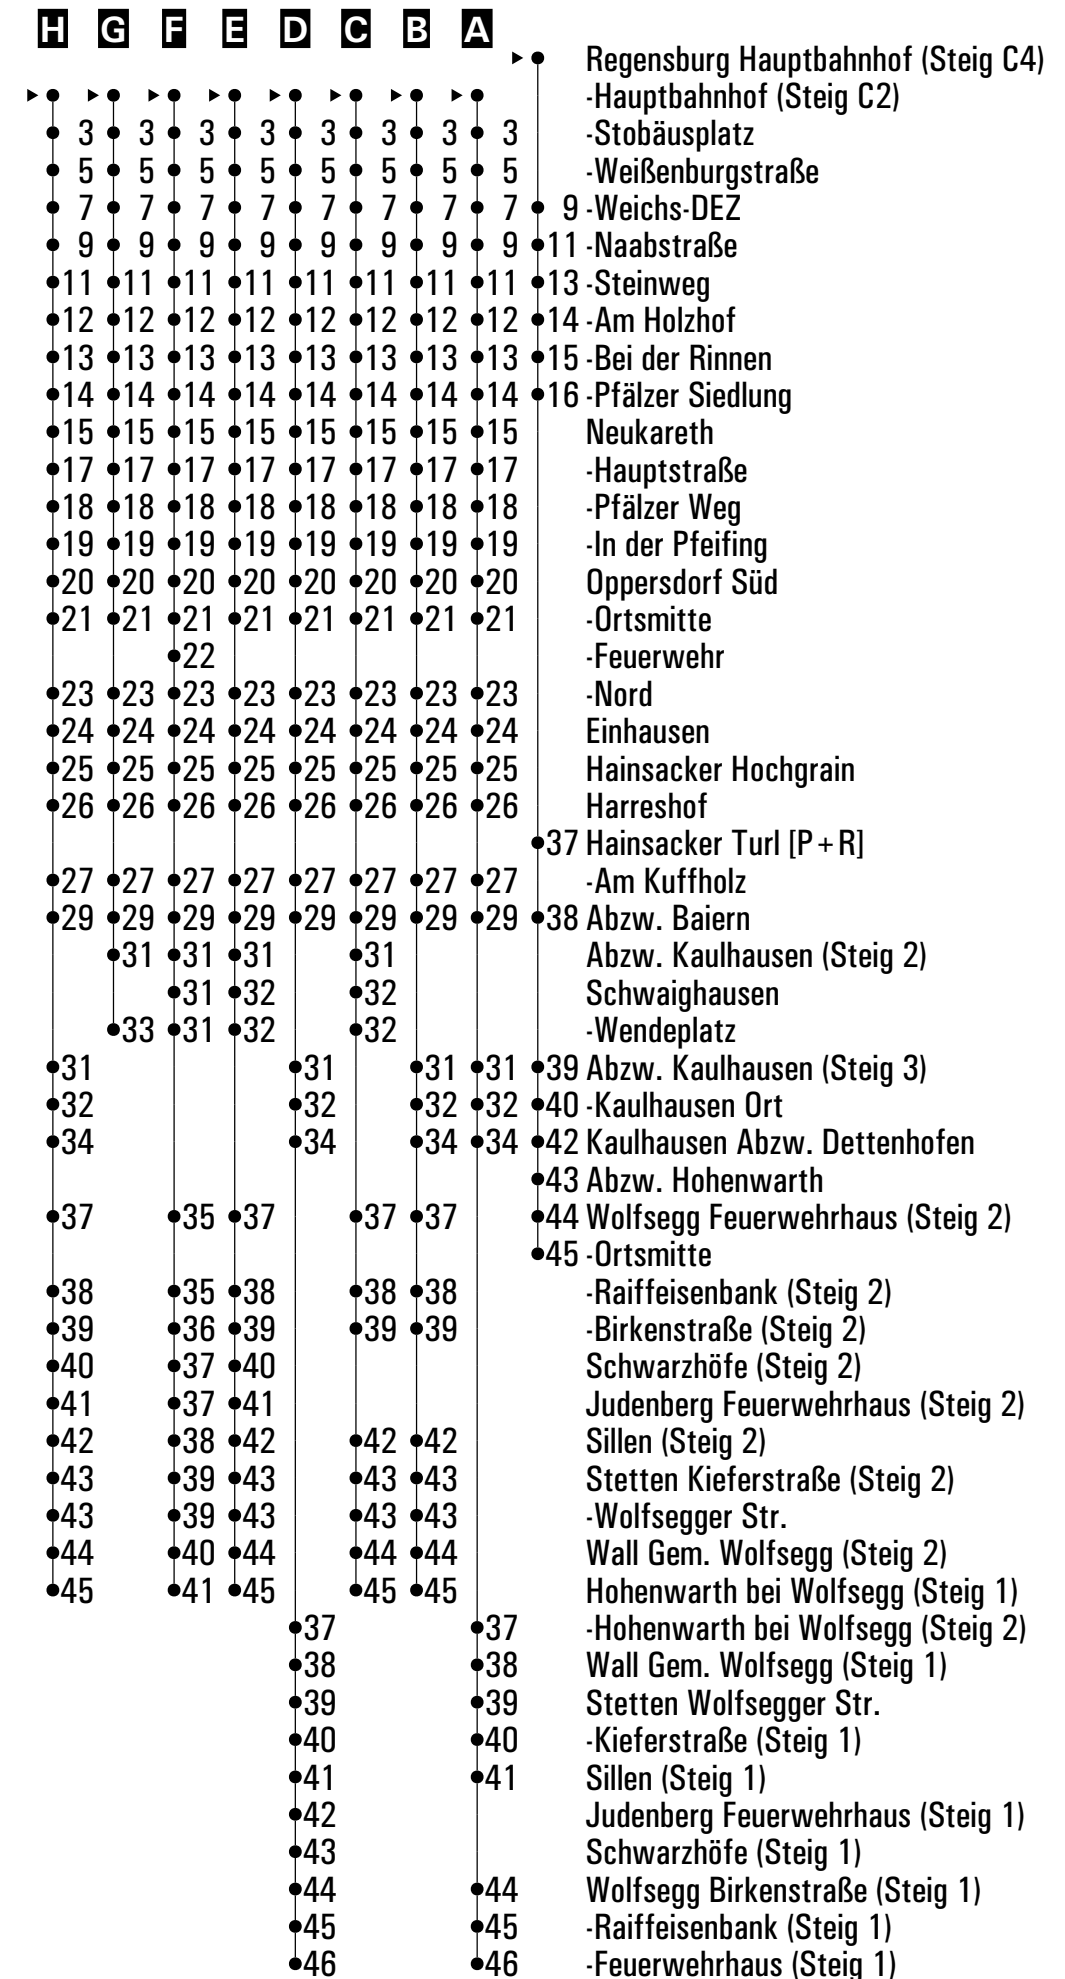 H G F E D C B A
Regensburg Hauptbahnhof (Steig C4)
-Hauptbahnhof (Steig C2)
3 3 3 3 3 3 3 3 -Stobäusplatz
5 5 5 5 5 5 5 5 -Weißenburgstraße
7 7 7 7 7 7 7 7 9 -Weichs-DEZ
9 9 9 9 9 9 9 9 11 -Naabstraße
11 11 11 11 11 11 11 11 13 -Steinweg
12 12 12 12 12 12 12 12 14 -Am Holzhof
13 13 13 13 13 13 13 13 15 -Bei der Rinnen
14 14 14 14 14 14 14 14 16 -Pfälzer Siedlung
15 15 15 15 15 15 15 15 Neukareth
17 17 17 17 17 17 17 17 -Hauptstraße
18 18 18 18 18 18 18 18 -Pfälzer Weg
19 19 19 19 19 19 19 19 -In der Pfeifing
20 20 20 20 20 20 20 20 Oppersdorf Süd
21 21 21 21 21 21 21 21 -Ortsmitte
22 -Feuerwehr
23 23 23 23 23 23 23 23 -Nord
24 24 24 24 24 24 24 24 Einhausen
25 25 25 25 25 25 25 25 Hainsacker Hochgrain
26 26 26 26 26 26 26 26 Harreshof
37 Hainsacker Turl [P+R]
27 27 27 27 27 27 27 27 -Am Kuffholz
29 29 29 29 29 29 29 29 38 Abzw. Baiern
31 31 31 31 Abzw. Kaulhausen (Steig 2)
31 32 32 Schwaighausen
33 31 32 32 -Wendeplatz
31 31 31 31 39 Abzw. Kaulhausen (Steig 3)
32 32 32 32 40 -Kaulhausen Ort
34 34 34 34 42 Kaulhausen Abzw. Dettenhofen
43 Abzw. Hohenwarth
37 35 37 37 37 44 Wolfsegg Feuerwehrhaus (Steig 2)
45 -Ortsmitte
38 35 38 38 38 -Raiffeisenbank (Steig 2)
39 36 39 39 39 -Birkenstraße (Steig 2)
40 37 40 Schwarzhöfe (Steig 2)
41 37 41 Judenberg Feuerwehrhaus (Steig 2)
42 38 42 42 42 Sillen (Steig 2)
43 39 43 43 43 Stetten Kieferstraße (Steig 2)
43 39 43 43 43 -Wolfsegger Str.
44 40 44 44 44 Wall Gem. Wolfsegg (Steig 2)
45 41 45 45 45 Hohenwarth bei Wolfsegg (Steig 1)
37 37 -Hohenwarth bei Wolfsegg (Steig 2)
38 38 Wall Gem. Wolfsegg (Steig 1)
39 39 Stetten Wolfsegger Str.
40 40 -Kieferstraße (Steig 1)
41 41 Sillen (Steig 1)
42 Judenberg Feuerwehrhaus (Steig 1)
43 Schwarzhöfe (Steig 1)
44 44 Wolfsegg Birkenstraße (Steig 1)
45 45 -Raiffeisenbank (Steig 1)
46 46 -Feuerwehrhaus (Steig 1)